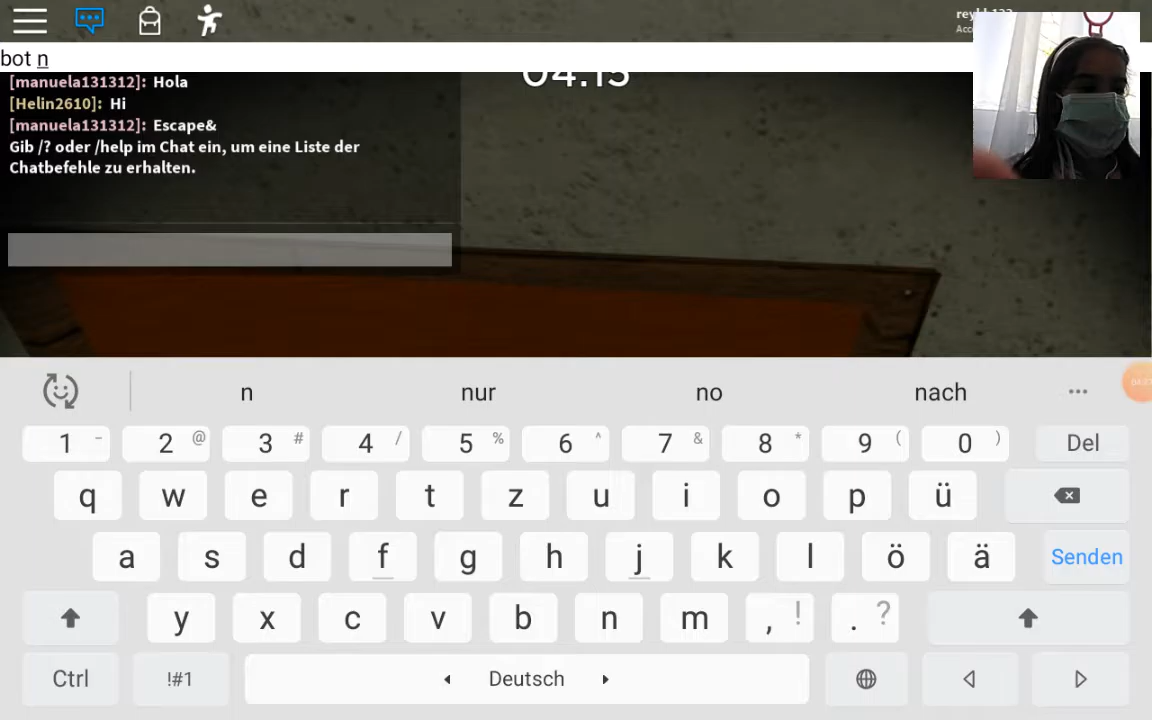 bot n
[manuela131312]: Hola
[Helin2610]: Hi
[manuela131312]: Escape&
Gib /? oder /help im Chat ein, um eine Liste der
Chatbefehle zu erhalten.
04:15
n nur no nach ...
1 - 2 @ 3 # 4 / 5 % 6 ^ 7 & 8 * 9 ( 0 ) Del
q w e r t z u i o p ü
a s d f g h j k l ö ä Senden
y x c v b n m , ! . ?
Ctrl !#1 Deutsch